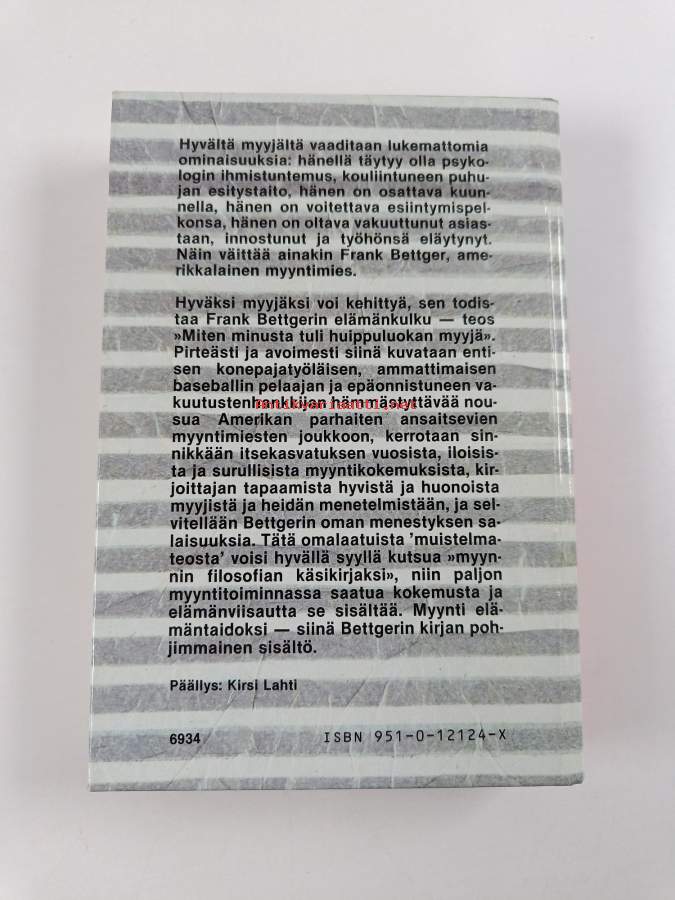 Hyvältä myyjältä vaaditaan lukemattomia
ominaisuuksia: hänellä täytyy olla psyko-
login ihmistuntemus, kouliintuneen puhu-
jan esitystaito, hänen on osattava kuun-
nella, hänen on voitettava esiintymispel-
konsa, hänen on oltava vakuuttunut asias-
taan, innostunut ja työhönsä eläytynyt.
Näin väittää ainakin Frank Bettger, ame-
rikkalainen myyntimies.
Hyväksi myyjäksi voi kehittyä, sen todis-
taa Frank Bettgerin elämänkulku — teos
»Miten minusta tuli huippuluokan myyjä».
Pirteästi ja avoimesti siinä kuvataan enti-
sen konepajatyöläisen, ammattimaisen
baseballin pelaajan ja epäonnistuneen va-
kuutustenhankkijan hämmästyttävää nou-
Antikvariaatti.net
sua Amerikan parhaiten ansaitsevien
myyntimiesten joukkoon, kerrotaan sin-
nikkään itsekasvatuksen vuosista, iloisis-
ta ja surullisista myyntikokemuksista, kir-
joittajan tapaamista hyvistä ja huonoista
myyjistä ja heidän menetelmistään, ja sel-
vitellään Bettgerin oman menestyksen sa-
laisuuksia. Tätä omalaatuista 'muistelma-
teosta' voisi hyvällä syyllä kutsua »myyn-
nin filosofian käsikirjaksi», niin paljon
myyntitoiminnassa saatua kokemusta ja
elämänviisautta se sisältää. Myynti elä-
mäntaidoksi — siinä Bettgerin kirjan poh-
jimmainen sisältö.
Päällys: Kirsi Lahti
6934 ISBN 951-0-12124-X